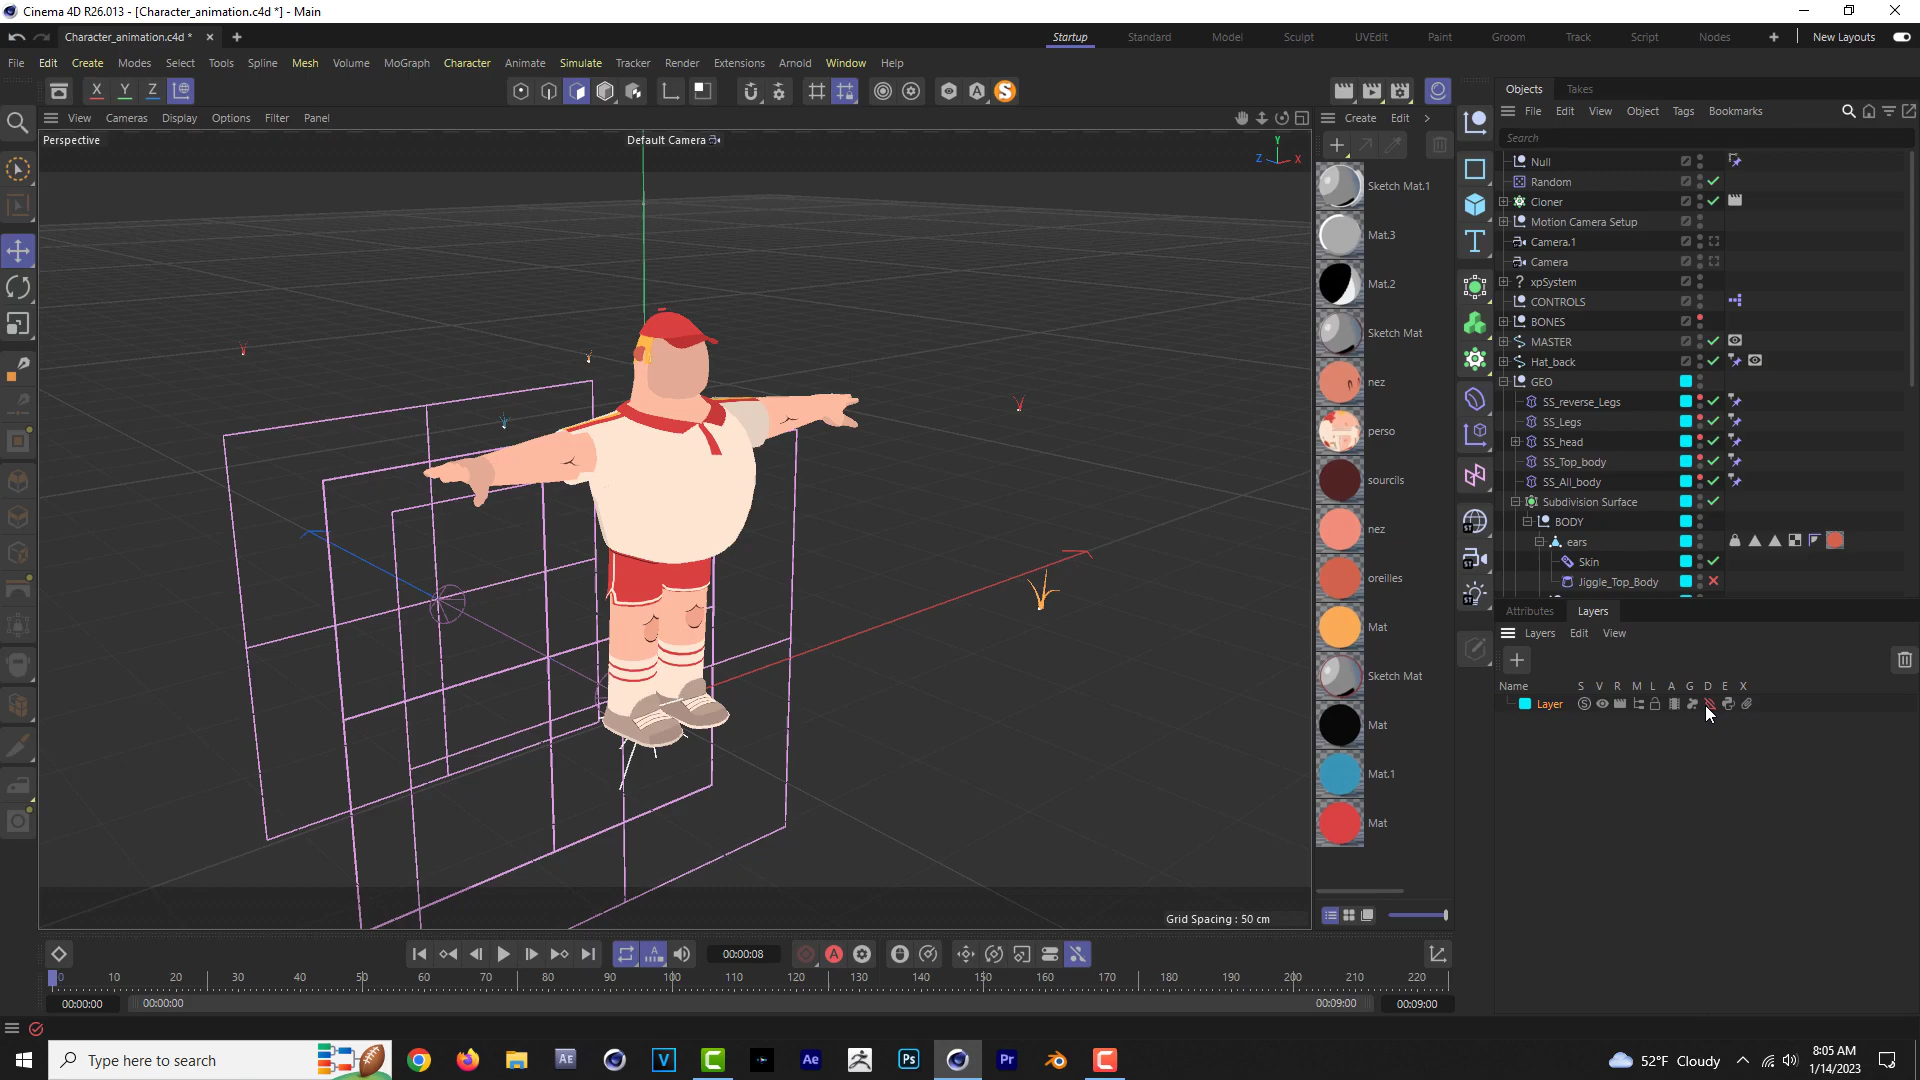 Cinema 4D R26.013 - [Character_animation.c4d *] - Main
Character_animation.c4d *
Startup Standard Model Sculpt UVEdit Paint Groom Track Script Nodes New Layouts
File Edit Create Modes Select Tools Spline Mesh Volume MoGraph Character Animate Simulate Tracker Render Extensions Arnold Window Help
X Y Z
View Cameras Display Options Filter Panel
Perspective
Default Camera
Y
Z X
Grid Spacing : 50 cm
Create Edit
Sketch Mat.1
Mat.3
Mat.2
Sketch Mat
nez
perso
sourcils
nez
oreilles
Mat
Sketch Mat
Mat
Mat.1
Mat
Objects Takes
File Edit View Object Tags Bookmarks
Search
Null
Random
Cloner
Motion Camera Setup
Camera.1
Camera
xpSystem
CONTROLS
BONES
MASTER
Hat_back
GEO
SS_reverse_Legs
SS_Legs
SS_head
SS_Top_body
SS_All_body
Subdivision Surface
BODY
ears
Skin
Jiggle_Top_Body
Attributes Layers
Layers Edit View
Name S V R M L A G D E X
Layer
00:00:08
0 10 20 30 40 50 60 70 80 90 100 110 120 130 140 150 160 170 180 190 200 210 220
00:00:00 00:00:00 00:09:00 00:09:00
Type here to search
52°F Cloudy
8:05 AM
1/14/2023